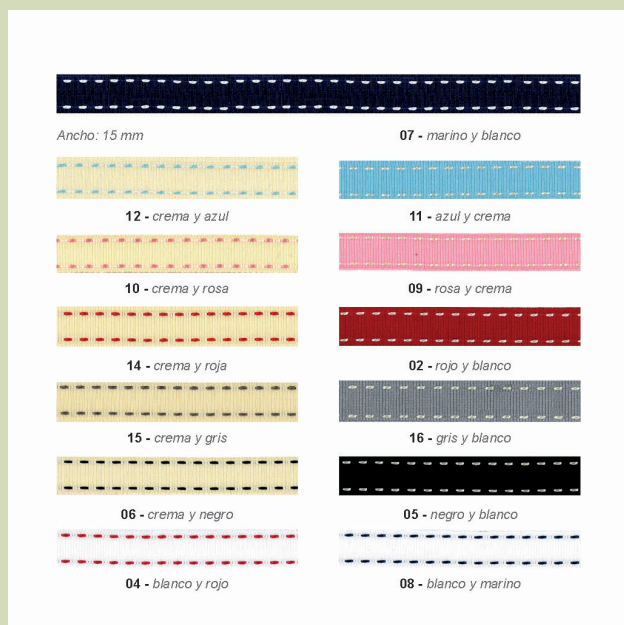 Ancho: 15 mm
07 - marino y blanco
12 - crema y azul
11 - azul y crema
10 - crema y rosa
09 - rosa y crema
14 - crema y roja
02 - rojo y blanco
15 - crema y gris
16 - gris y blanco
06 - crema y negro
05 - negro y blanco
04 - blanco y rojo
08 - blanco y marino